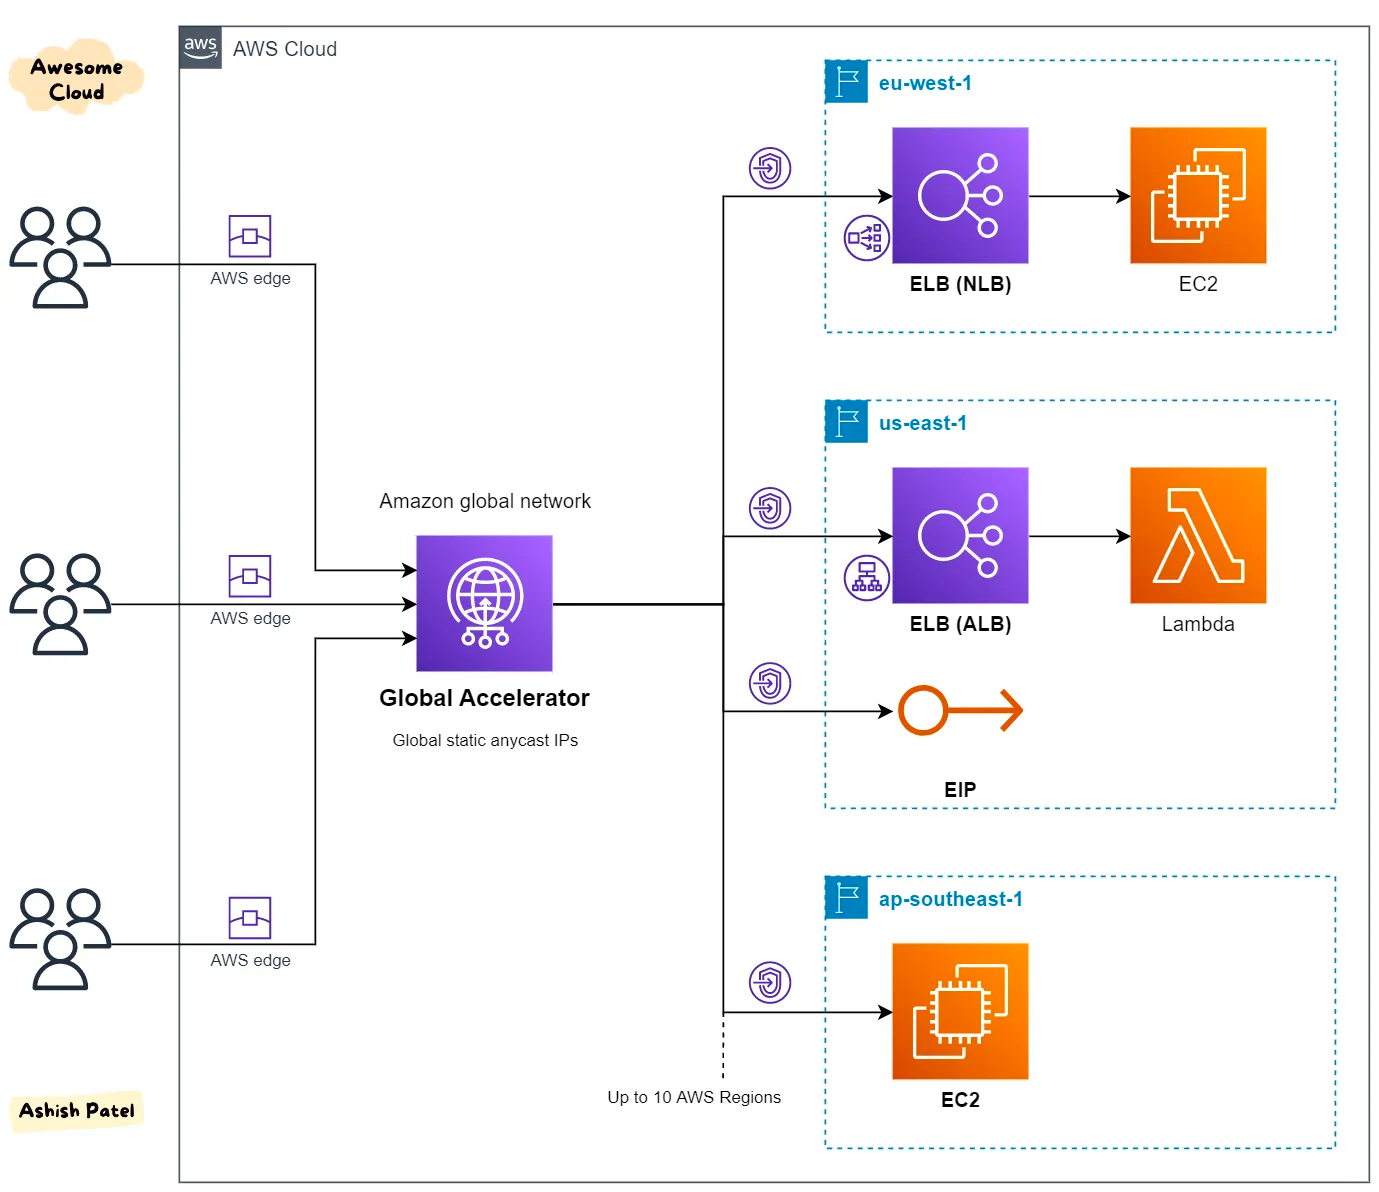 Awesome
Cloud
aws
AWS Cloud
eu-west-1
ELB (NLB)
EC2
AWS edge
us-east-1
Amazon global network
AWS edge
ELB (ALB)
Lambda
Global Accelerator
Global static anycast IPs
EIP
ap-southeast-1
AWS edge
Up to 10 AWS Regions
EC2
Ashish Patel